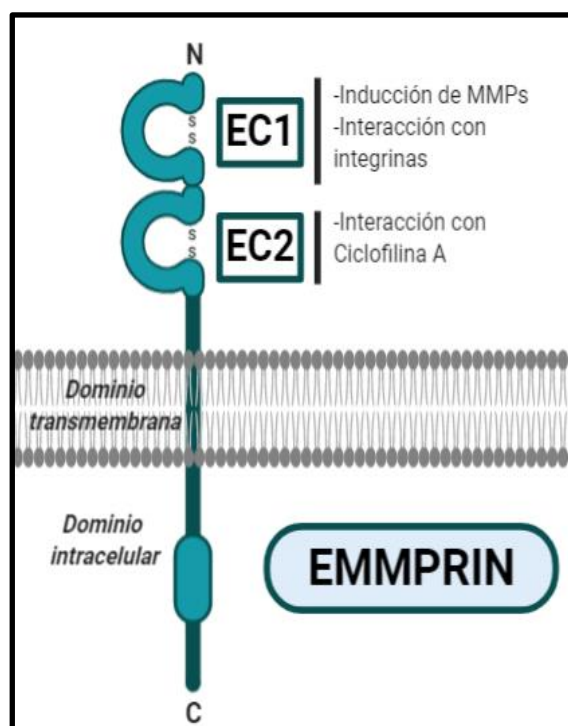 N
S
S
EC1
-Inducción de MMPs
-Interacción con
integrinas
S
S
EC2
-Interacción con
Ciclofilina A
Dominio
transmembrana
Dominio
intracelular
EMMPRIN
C